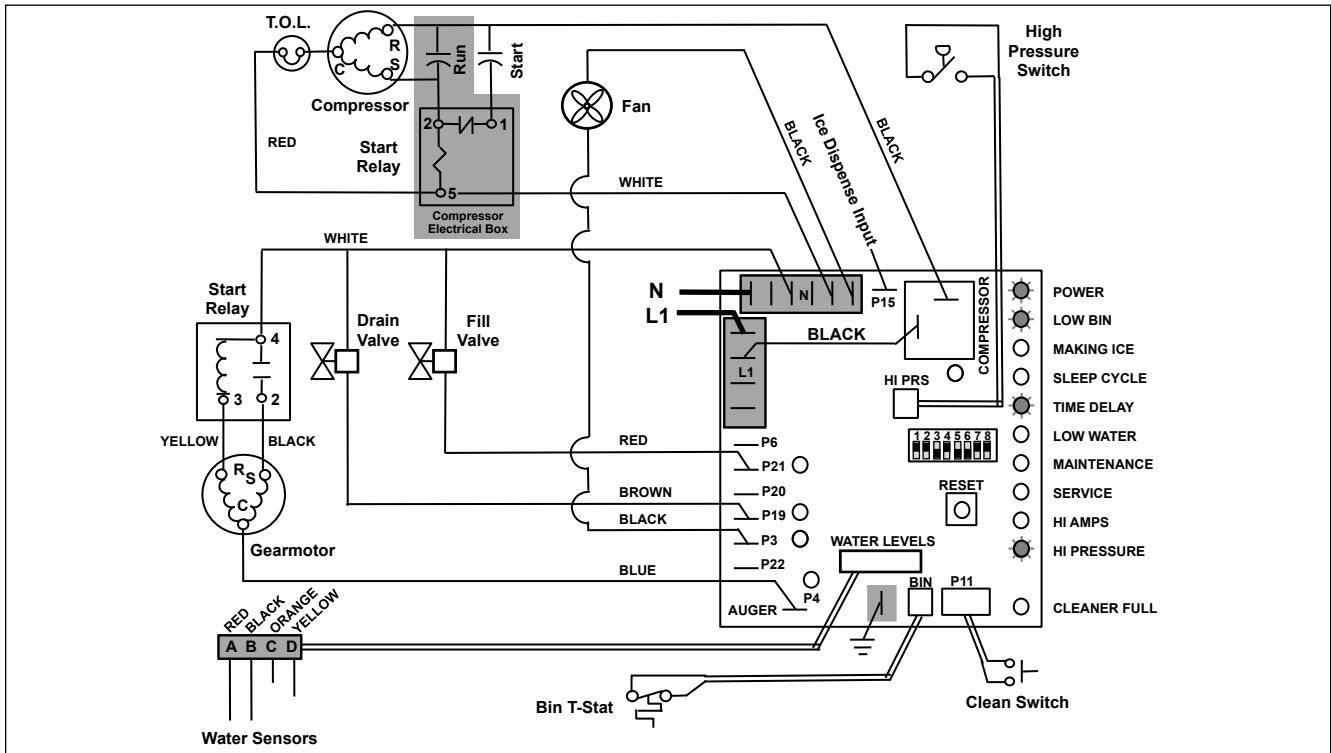 T.O.L.
R
S
C
Compressor
Run
Start
2
1
5
Start
Relay
Compressor
Electrical Box
RED
WHITE
Fan
BLACK
Ice Dispense Input
BLACK
High
Pressure
Switch
WHITE
Start
Relay
4
3
2
YELLOW
BLACK
R
S
C
Gearmotor
Drain
Valve
Fill
Valve
N
L1
N
P15
BLACK
L1
COMPRESSOR
HI PRS
1 2 3 4 5 6 7 8
RESET
POWER
LOW BIN
MAKING ICE
SLEEP CYCLE
TIME DELAY
LOW WATER
MAINTENANCE
SERVICE
HI AMPS
HI PRESSURE
CLEANER FULL
RED
P6
P21
P20
BROWN
P19
BLACK
P3
P22
BLUE
P4
AUGER
WATER LEVELS
BIN
P11
RED
BLACK
ORANGE
YELLOW
A B C D
Water Sensors
Bin T-Stat
Clean Switch